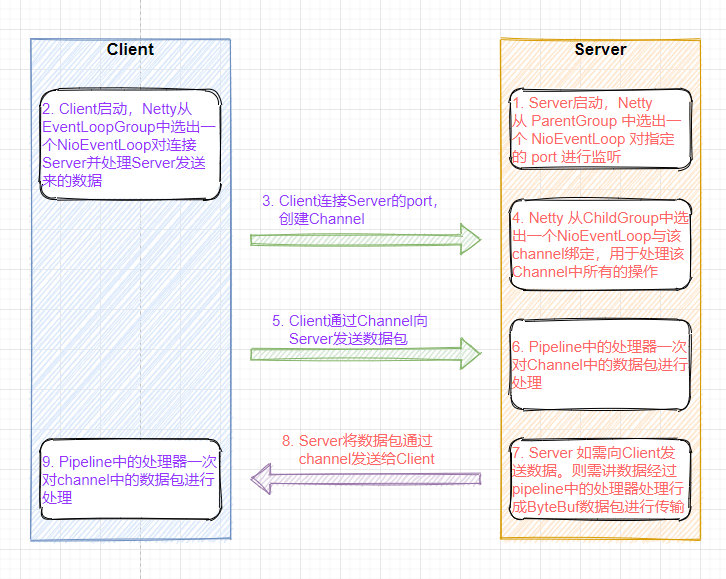 Client
Server
2. Client启动，Netty从
EventLoopGroup中选出一
个NioEventLoop对连接
Server并处理Server发送
来的数据
1. Server启动，Netty
从 ParentGroup 中选出一
个 NioEventLoop 对指定
的 port 进行监听
3. Client连接Server的port，
创建Channel
4. Netty 从ChildGroup中选
出一个NioEventLoop与该
channel绑定，用于处理该
Channel中所有的操作
5. Client通过Channel向
Server发送数据包
6. Pipeline中的处理器一次
对Channel中的数据包进行
处理
7. Server 如需向Client发
送数据。则需讲数据经过
pipeline中的处理器处理行
成ByteBuf数据包进行传输
8. Server将数据包通过
channel发送给Client
9. Pipeline中的处理器一次
对channel中的数据包进行
处理